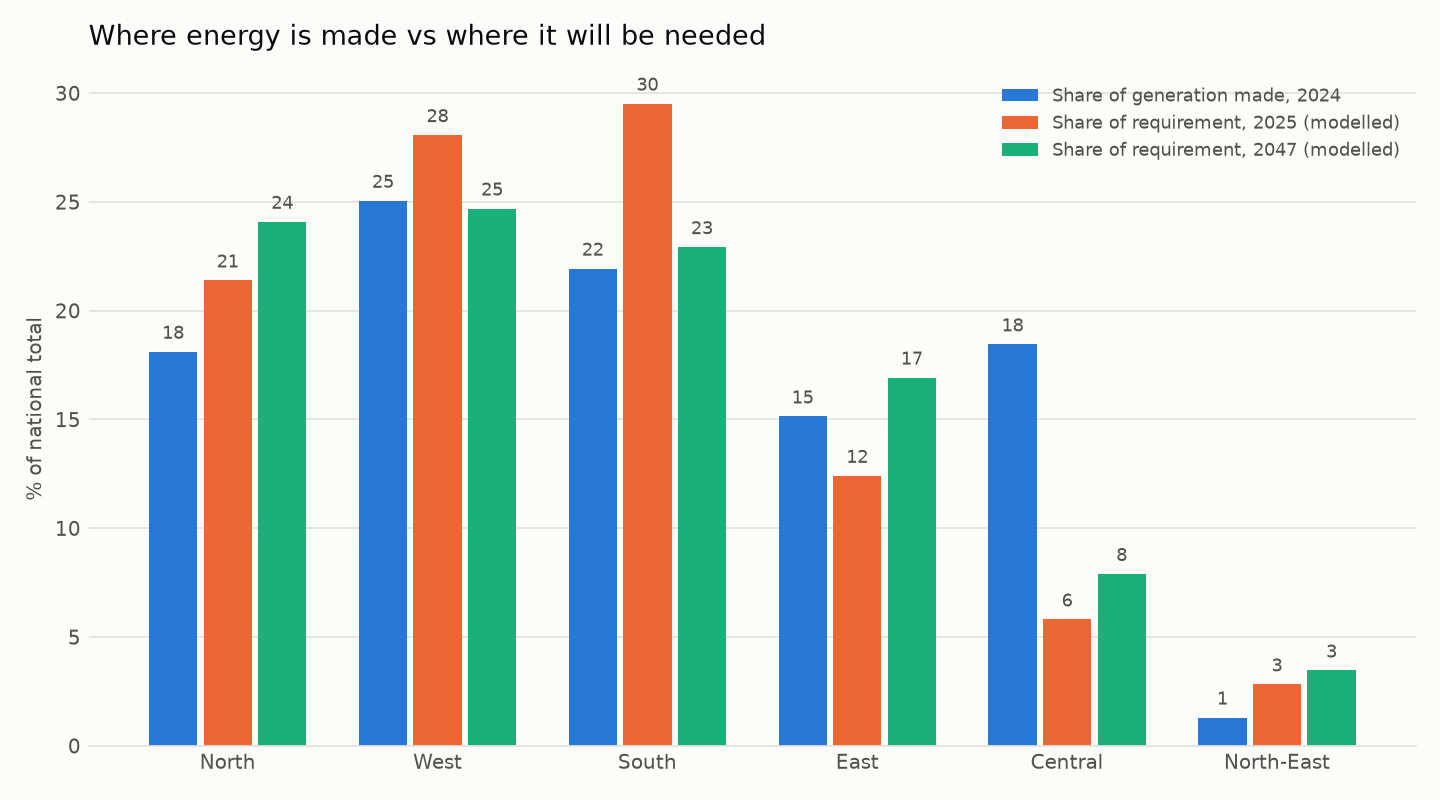 Where energy is made vs where it will be needed
Share of generation made, 2024
Share of requirement, 2025 (modelled)
Share of requirement, 2047 (modelled)
% of national total
30
25
20
15
10
5
0
18
21
24
25
28
25
22
30
23
15
12
17
18
6
8
1
3
3
North
West
South
East
Central
North-East